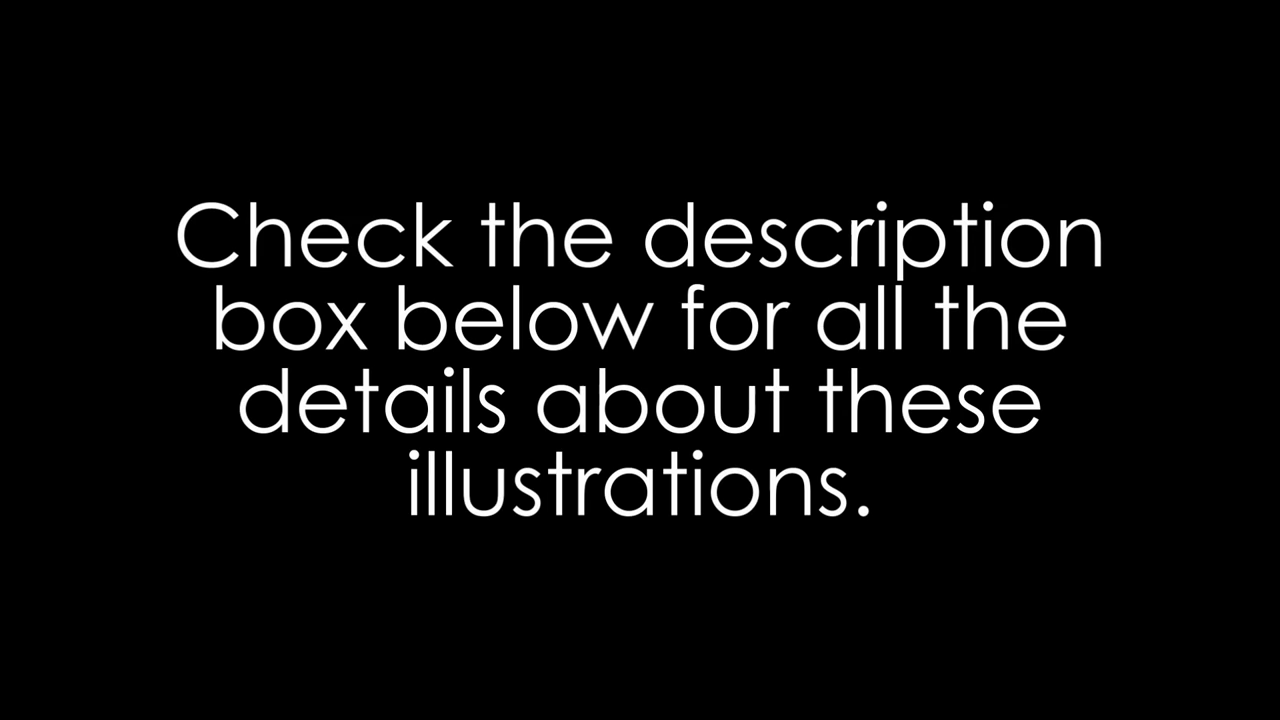 Check the description
box below for all the
details about these
illustrations.